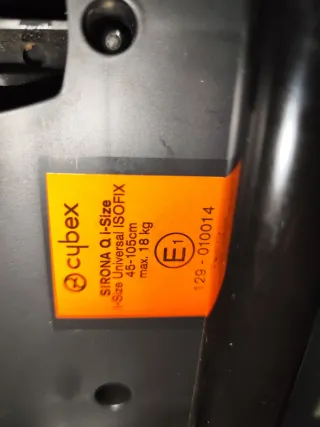 cybex
SIRONA Q i-Size
i-Size Universal ISOFIX
45-105cm
max. 18 kg
E1
129 - 010014